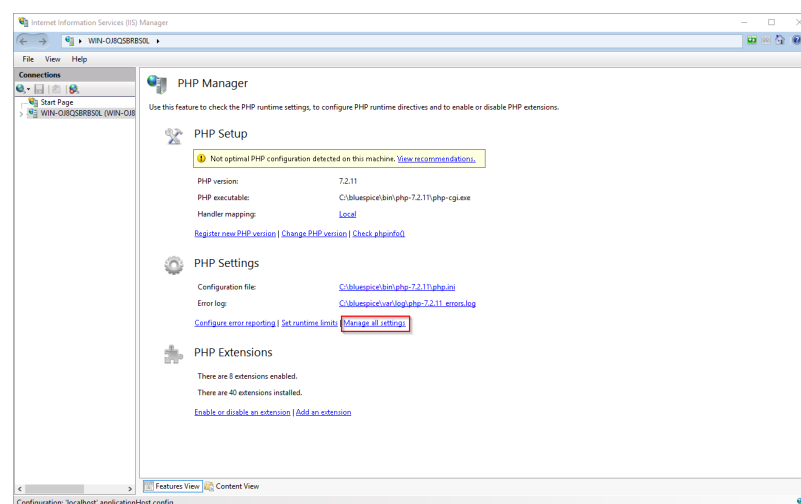 Internet Information Services (IIS) Manager
WIN-OJ8QSBRBS0L
File View Help
Connections
Start Page
WIN-OJ8QSBRBS0L (WIN-OJ8
PHP Manager
Use this feature to check the PHP runtime settings, to configure PHP runtime directives and to enable or disable PHP extensions.
PHP Setup
Not optimal PHP configuration detected on this machine. View recommendations.
PHP version: 7.2.11
PHP executable: C:\bluespice\bin\php-7.2.11\php-cgi.exe
Handler mapping: Local
Register new PHP version | Change PHP version | Check phpinfo()
PHP Settings
Configuration file: C:\bluespice\bin\php-7.2.11\php.ini
Error log: C:\bluespice\var\log\php-7.2.11_errors.log
Configure error reporting | Set runtime limits | Manage all settings
PHP Extensions
There are 8 extensions enabled.
There are 40 extensions installed.
Enable or disable an extension | Add an extension
Features View Content View
Configuration: 'localhost' applicationHost.config